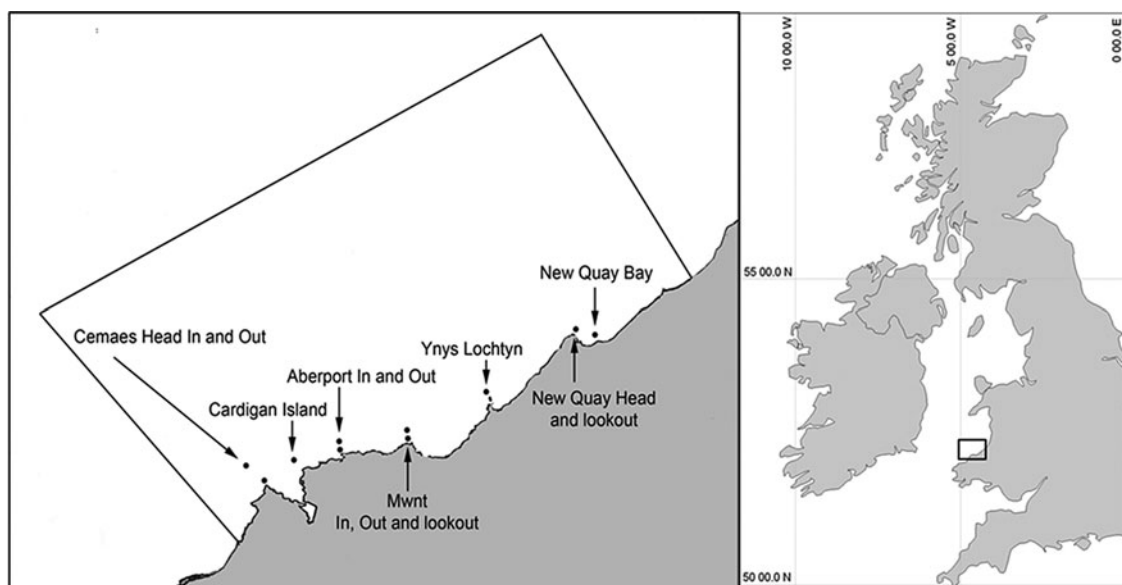 New Quay Bay
Cemaes Head In and Out
Ynys Lochtyn
Aberport In and Out
Cardigan Island
New Quay Head
and lookout
Mwnt
In, Out and lookout
10 00.0 W
5 00.0 W
0 00.0 E
55 00.0 N
50 00.0 N